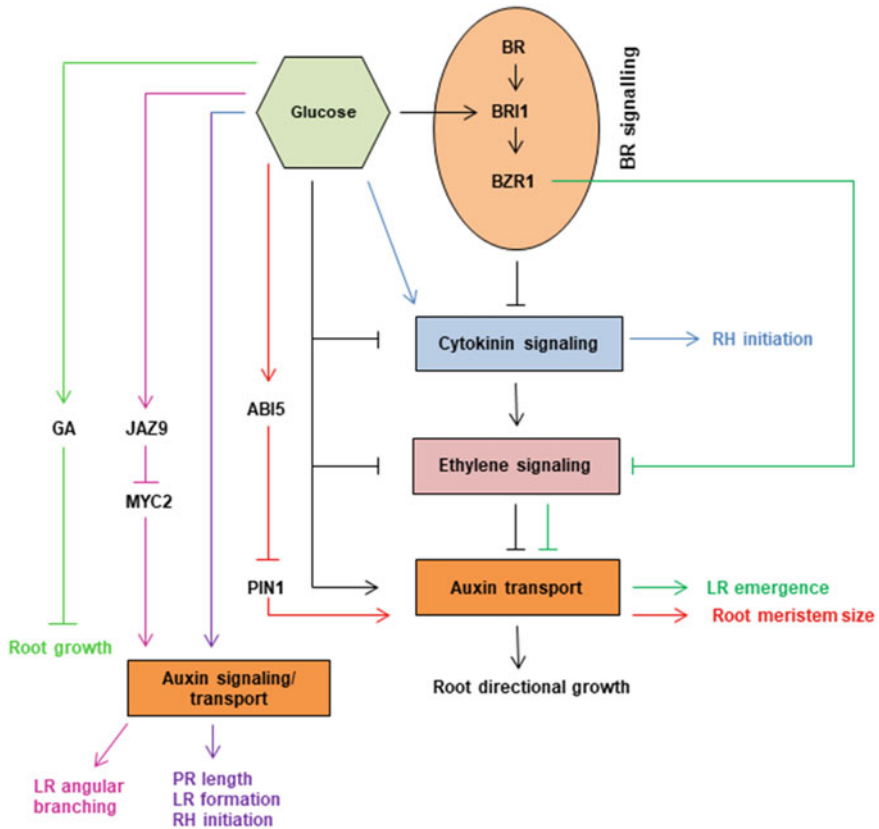 BR
Glucose
BRI1
BR signalling
BZR1
Cytokinin signaling
RH initiation
GA
JAZ9
ABI5
Ethylene signaling
MYC2
PIN1
Auxin transport
LR emergence
Root meristem size
Root growth
Auxin signaling/
transport
Root directional growth
LR angular
branching
PR length
LR formation
RH initiation